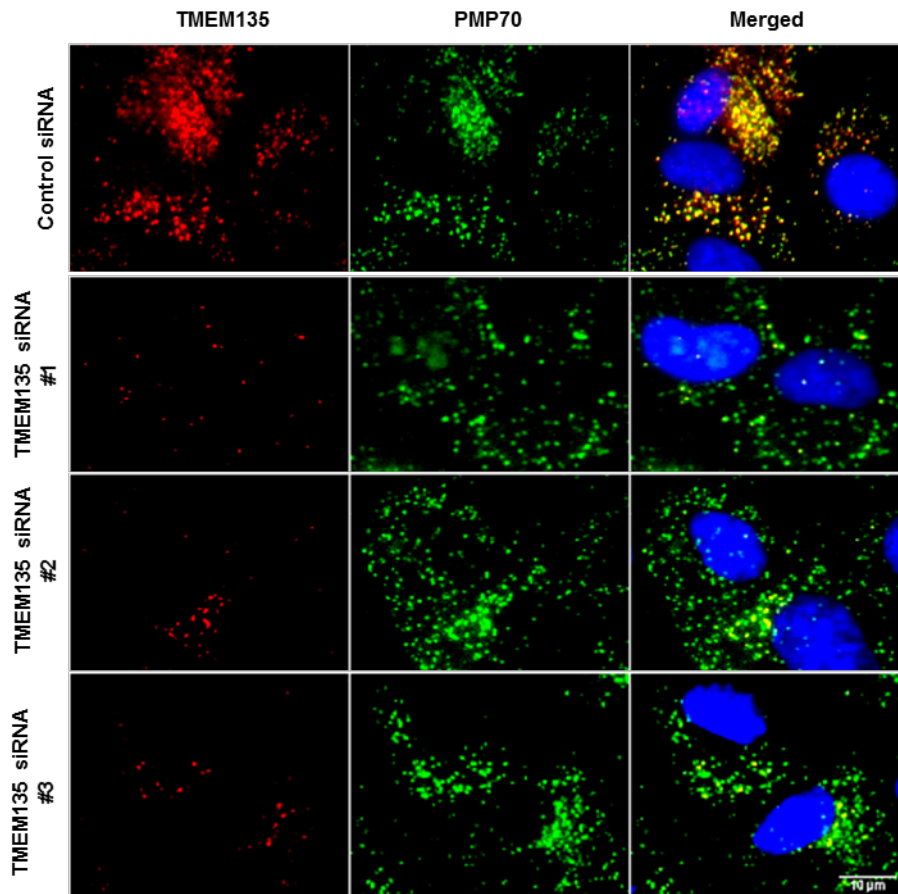 TMEM135 PMP70 Merged
Control siRNA
TMEM135 siRNA
#1
TMEM135 siRNA
#2
TMEM135 siRNA
#3
10 µm